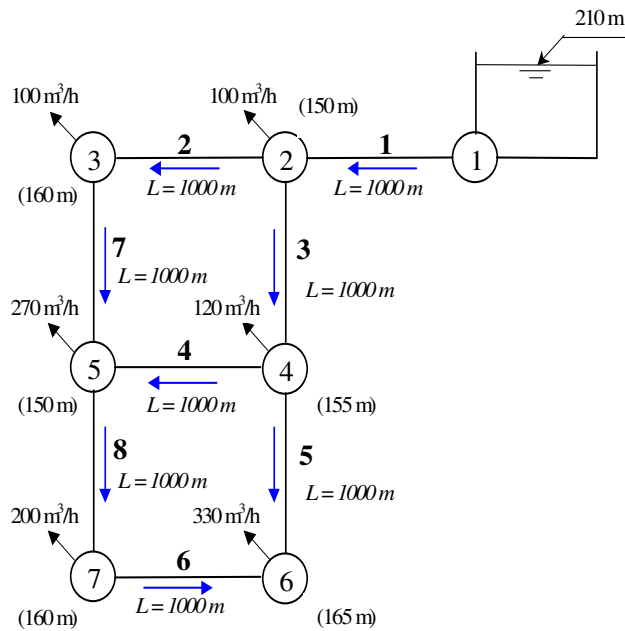 210 m
100 m³/h
100 m³/h
(150 m)
2
1
3
2
1
L = 1000 m
L = 1000 m
(160 m)
7
3
L = 1000 m
L = 1000 m
270 m³/h
120 m³/h
4
5
4
(150 m)
L = 1000 m
(155 m)
8
5
L = 1000 m
L = 1000 m
200 m³/h
330 m³/h
6
7
6
L = 1000 m
(160 m)
(165 m)